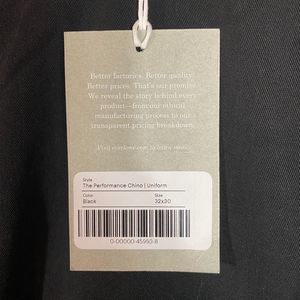 Better factories. Better quality.
Better prices. That's our promise.
We reveal the story behind every
product—from our ethical
manufacturing process to our
transparent pricing breakdown.
Visit everlane.com to learn more.
Style
The Performance Chino | Uniform
Color Size
Black 32x30
0-00000-45993-8